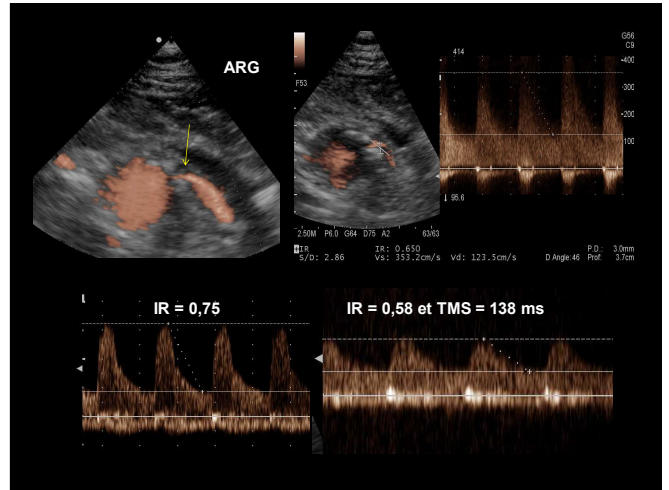 ARG
F53
2.50M P6.0 G64 D75 A2 63/63
IR IR: 0.650
S/D: 2.86 Vs: 353.2cm/s Vd: 123.5cm/s D Angle:46
P.D.: 3.0mm
Prof: 3.7cm
G66
C9
414
400
300
200
100
95.6
IR = 0,75
IR = 0,58 et TMS = 138 ms